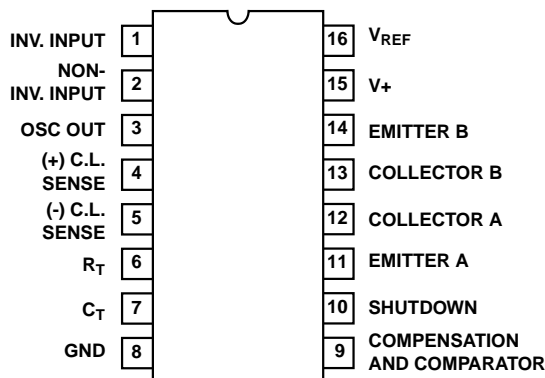 INV. INPUT 1
NON-
INV. INPUT 2
OSC OUT 3
(+) C.L.
SENSE 4
(-) C.L.
SENSE 5
RT 6
CT 7
GND 8
16 VREF
15 V+
14 EMITTER B
13 COLLECTOR B
12 COLLECTOR A
11 EMITTER A
10 SHUTDOWN
9 COMPENSATION
AND COMPARATOR